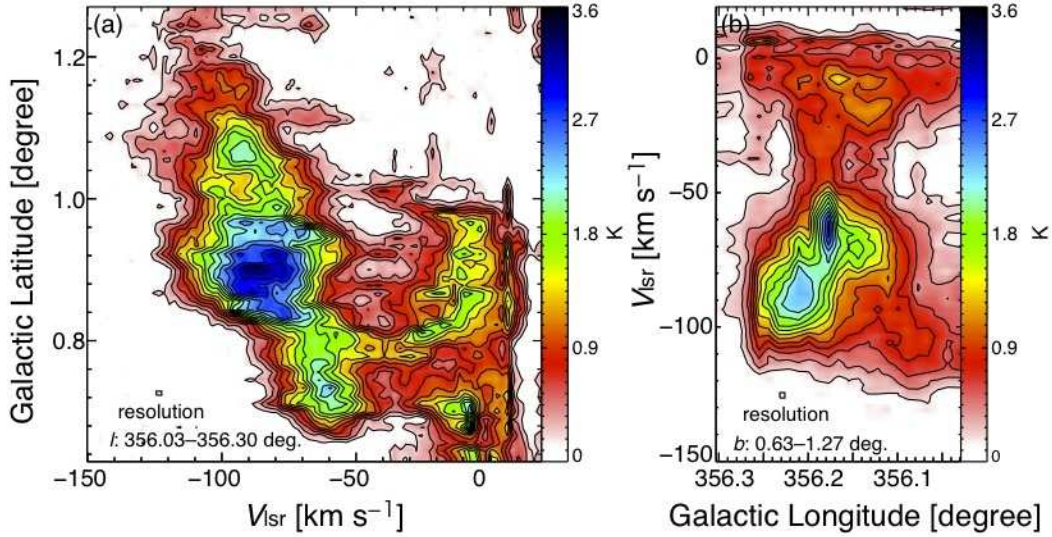 (a)
Galactic Latitude [degree]
1.2
1.0
0.8
resolution
l: 356.03–356.30 deg.
−150
−100
−50
0
Vlsr [km s−1]
3.6
2.7
1.8
0.9
0
K
(b)
Vlsr [km s−1]
0
−50
−100
−150
resolution
b: 0.63–1.27 deg.
356.3
356.2
356.1
Galactic Longitude [degree]
3.6
2.7
1.8
0.9
0
K